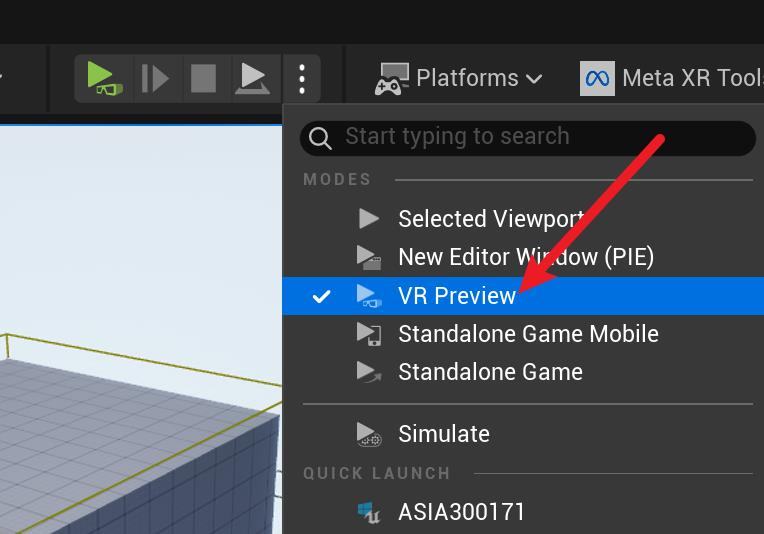 Platforms
Meta XR Tool
Start typing to search
MODES
Selected Viewport
New Editor Window (PIE)
VR Preview
Standalone Game Mobile
Standalone Game
Simulate
QUICK LAUNCH
ASIA300171